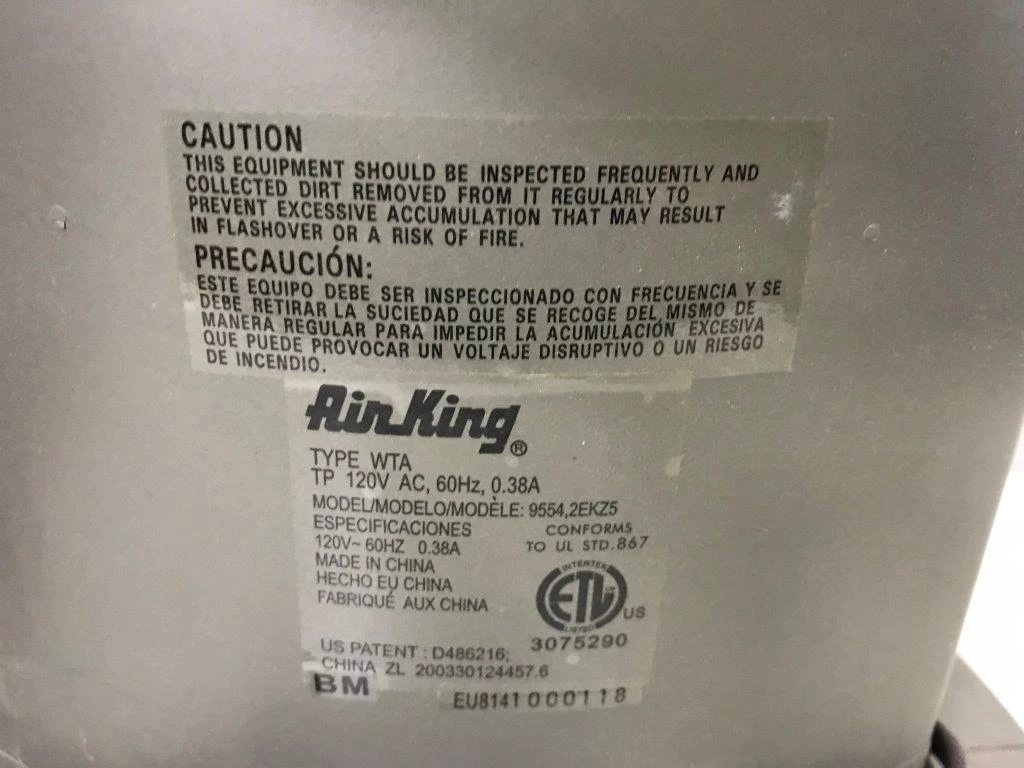 CAUTION
THIS EQUIPMENT SHOULD BE INSPECTED FREQUENTLY AND
COLLECTED DIRT REMOVED FROM IT REGULARLY TO
PREVENT EXCESSIVE ACCUMULATION THAT MAY RESULT
IN FLASHOVER OR A RISK OF FIRE.
PRECAUCIÓN:
ESTE EQUIPO DEBE SER INSPECCIONADO CON FRECUENCIA Y SE
DEBE RETIRAR LA SUCIEDAD QUE SE RECOGE DEL MISMO DE
MANERA REGULAR PARA IMPEDIR LA ACUMULACIÓN EXCESIVA
QUE PUEDE PROVOCAR UN VOLTAJE DISRUPTIVO O UN RIESGO
DE INCENDIO.
Air King®
TYPE WTA
TP 120V AC, 60Hz, 0.38A
MODEL/MODELO/MODÈLE: 9554,2EKZ5
ESPECIFICACIONES
120V~ 60HZ 0.38A
MADE IN CHINA
HECHO EU CHINA
FABRIQUÉ AUX CHINA
CONFORMS
TO UL STD.867
INTERTEK
ETL US
LISTED
3075290
US PATENT : D486216;
CHINA ZL 200330124457.6
BM
EU8141000118